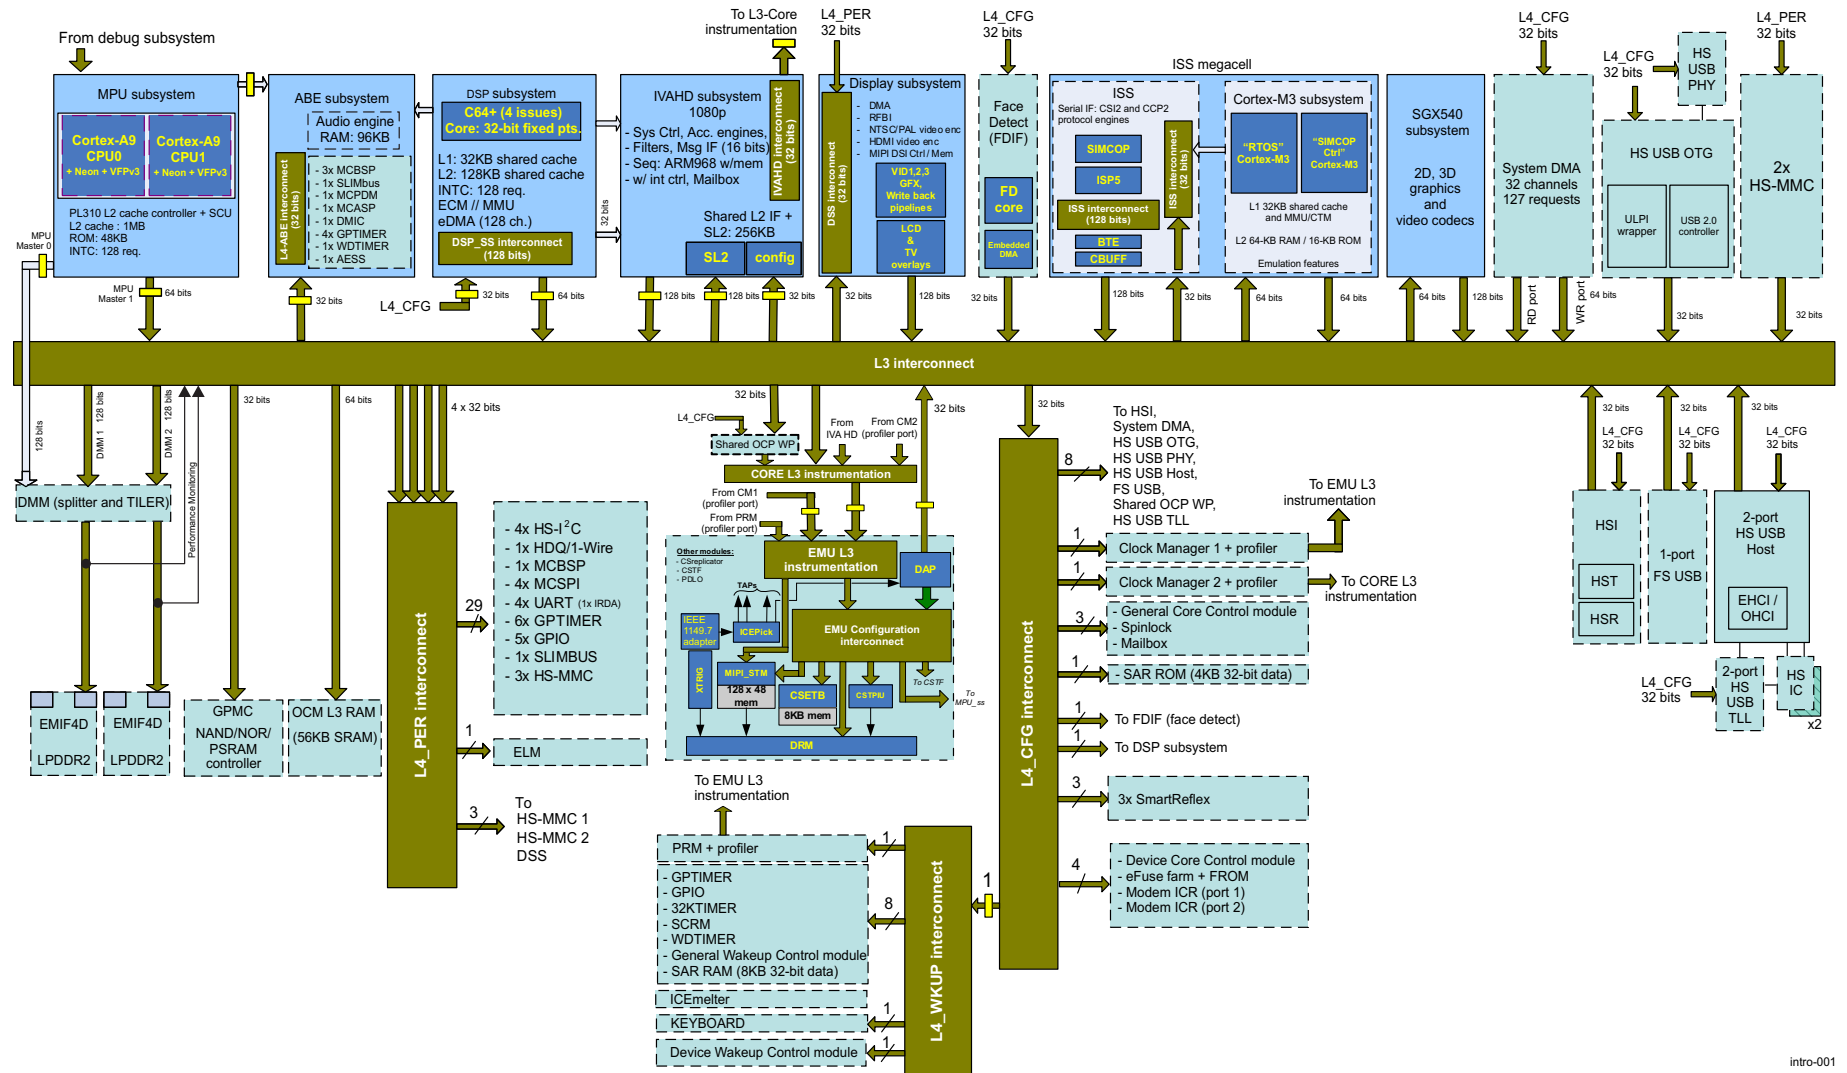 From debug subsystem
To L3-Core
instrumentation
L4_PER
32 bits
L4_CFG
32 bits
L4_CFG
32 bits
L4_PER
32 bits
MPU subsystem
Cortex-A9
CPU0
+ Neon + VFPv3
Cortex-A9
CPU1
+ Neon + VFPv3
PL310 L2 cache controller + SCU
L2 cache : 1MB
ROM: 48KB
INTC: 128 req.
MPU
Master 0
MPU
Master 1
64 bits
ABE subsystem
Audio engine
RAM: 96KB
L4-ABE interconnect
(32 bits)
- 3x MCBSP
- 1x SLIMbus
- 1x MCPDM
- 1x MCASP
- 1x DMIC
- 4x GPTIMER
- 1x WDTIMER
- 1x AESS
32 bits
DSP subsystem
C64+ (4 issues)
Core: 32-bit fixed pts.
L1: 32KB shared cache
L2: 128KB shared cache
INTC: 128 req.
ECM // MMU
eDMA (128 ch.)
DSP_SS interconnect
(128 bits)
L4_CFG
32 bits
64 bits
32 bits
IVAHD subsystem
1080p
- Sys Ctrl, Acc. engines,
- Filters, Msg IF (16 bits)
- Seq: ARM968 w/mem
- w/ int ctrl, Mailbox
IVAHD interconnect
(32 bits)
Shared L2 IF +
SL2: 256KB
SL2
config
128 bits
128 bits
32 bits
Display subsystem
- DMA
- RFBI
- NTSC/PAL video enc
- HDMI video enc
- MIPI DSI Ctrl / Mem
DSS interconnect
(32 bits)
VID1,2,3
GFX,
Write back
pipelines
LCD
&
TV
overlays
32 bits
128 bits
Face
Detect
(FDIF)
FD
core
Embedded
DMA
32 bits
ISS megacell
ISS
Serial IF: CSI2 and CCP2
protocol engines
SIMCOP
ISP5
ISS interconnect
(128 bits)
BTE
CBUFF
ISS interconnect
(32 bits)
Cortex-M3 subsystem
"RTOS"
Cortex-M3
"SIMCOP
Ctrl"
Cortex-M3
L1 32KB shared cache
and MMU/CTM
L2 64-KB RAM / 16-KB ROM
Emulation features
128 bits
32 bits
64 bits
64 bits
SGX540
subsystem
2D, 3D
graphics
and
video codecs
64 bits
128 bits
System DMA
32 channels
127 requests
RD port
WR port
64 bits
L4_CFG
32 bits
HS
USB
PHY
HS USB OTG
ULPI
wrapper
USB 2.0
controller
32 bits
2x
HS-MMC
32 bits
L3 interconnect
128 bits
DMM 1 128 bits
DMM 2 128 bits
Performance Monitoring
32 bits
64 bits
4 x 32 bits
DMM (splitter and TILER)
EMIF4D
LPDDR2
EMIF4D
LPDDR2
GPMC
NAND/NOR/
PSRAM
controller
OCM L3 RAM
(56KB SRAM)
L4_PER interconnect
29
- 4x HS-I²C
- 1x HDQ/1-Wire
- 1x MCBSP
- 4x MCSPI
- 4x UART (1x IRDA)
- 6x GPTIMER
- 5x GPIO
- 1x SLIMBUS
- 3x HS-MMC
1
ELM
3
To
HS-MMC 1
HS-MMC 2
DSS
32 bits
L4_CFG
Shared OCP WP
From
IVA HD
From CM2
(profiler port)
32 bits
CORE L3 instrumentation
From CM1
(profiler port)
From PRM
(profiler port)
Other modules:
- CSreplicator
- CSTF
- PDLO
EMU L3
instrumentation
DAP
TAPs
IEEE
1149.7
adapter
ICEPick
EMU Configuration
interconnect
XTRIG
MIPI_STM
128 x 48
mem
CSETB
8KB mem
CSTPIU
To CSTF
To
MPU_ss
DRM
32 bits
L4_CFG interconnect
8
To HSI,
System DMA,
HS USB OTG,
HS USB PHY,
HS USB Host,
FS USB,
Shared OCP WP,
HS USB TLL
To EMU L3
instrumentation
1
Clock Manager 1 + profiler
1
Clock Manager 2 + profiler
To CORE L3
instrumentation
3
- General Core Control module
- Spinlock
- Mailbox
1
- SAR ROM (4KB 32-bit data)
1
To FDIF (face detect)
1
To DSP subsystem
3
3x SmartReflex
4
- Device Core Control module
- eFuse farm + FROM
- Modem ICR (port 1)
- Modem ICR (port 2)
32 bits
L4_CFG
32 bits
HSI
HST
HSR
32 bits
L4_CFG
32 bits
1-port
FS USB
32 bits
L4_CFG
32 bits
2-port
HS USB
Host
EHCI /
OHCI
L4_CFG
32 bits
2-port
HS
USB
TLL
HS
IC
x2
To EMU L3
instrumentation
L4_WKUP interconnect
1
1
PRM + profiler
8
- GPTIMER
- GPIO
- 32KTIMER
- SCRM
- WDTIMER
- General Wakeup Control module
- SAR RAM (8KB 32-bit data)
ICEmelter
1
KEYBOARD
1
Device Wakeup Control module
intro-001